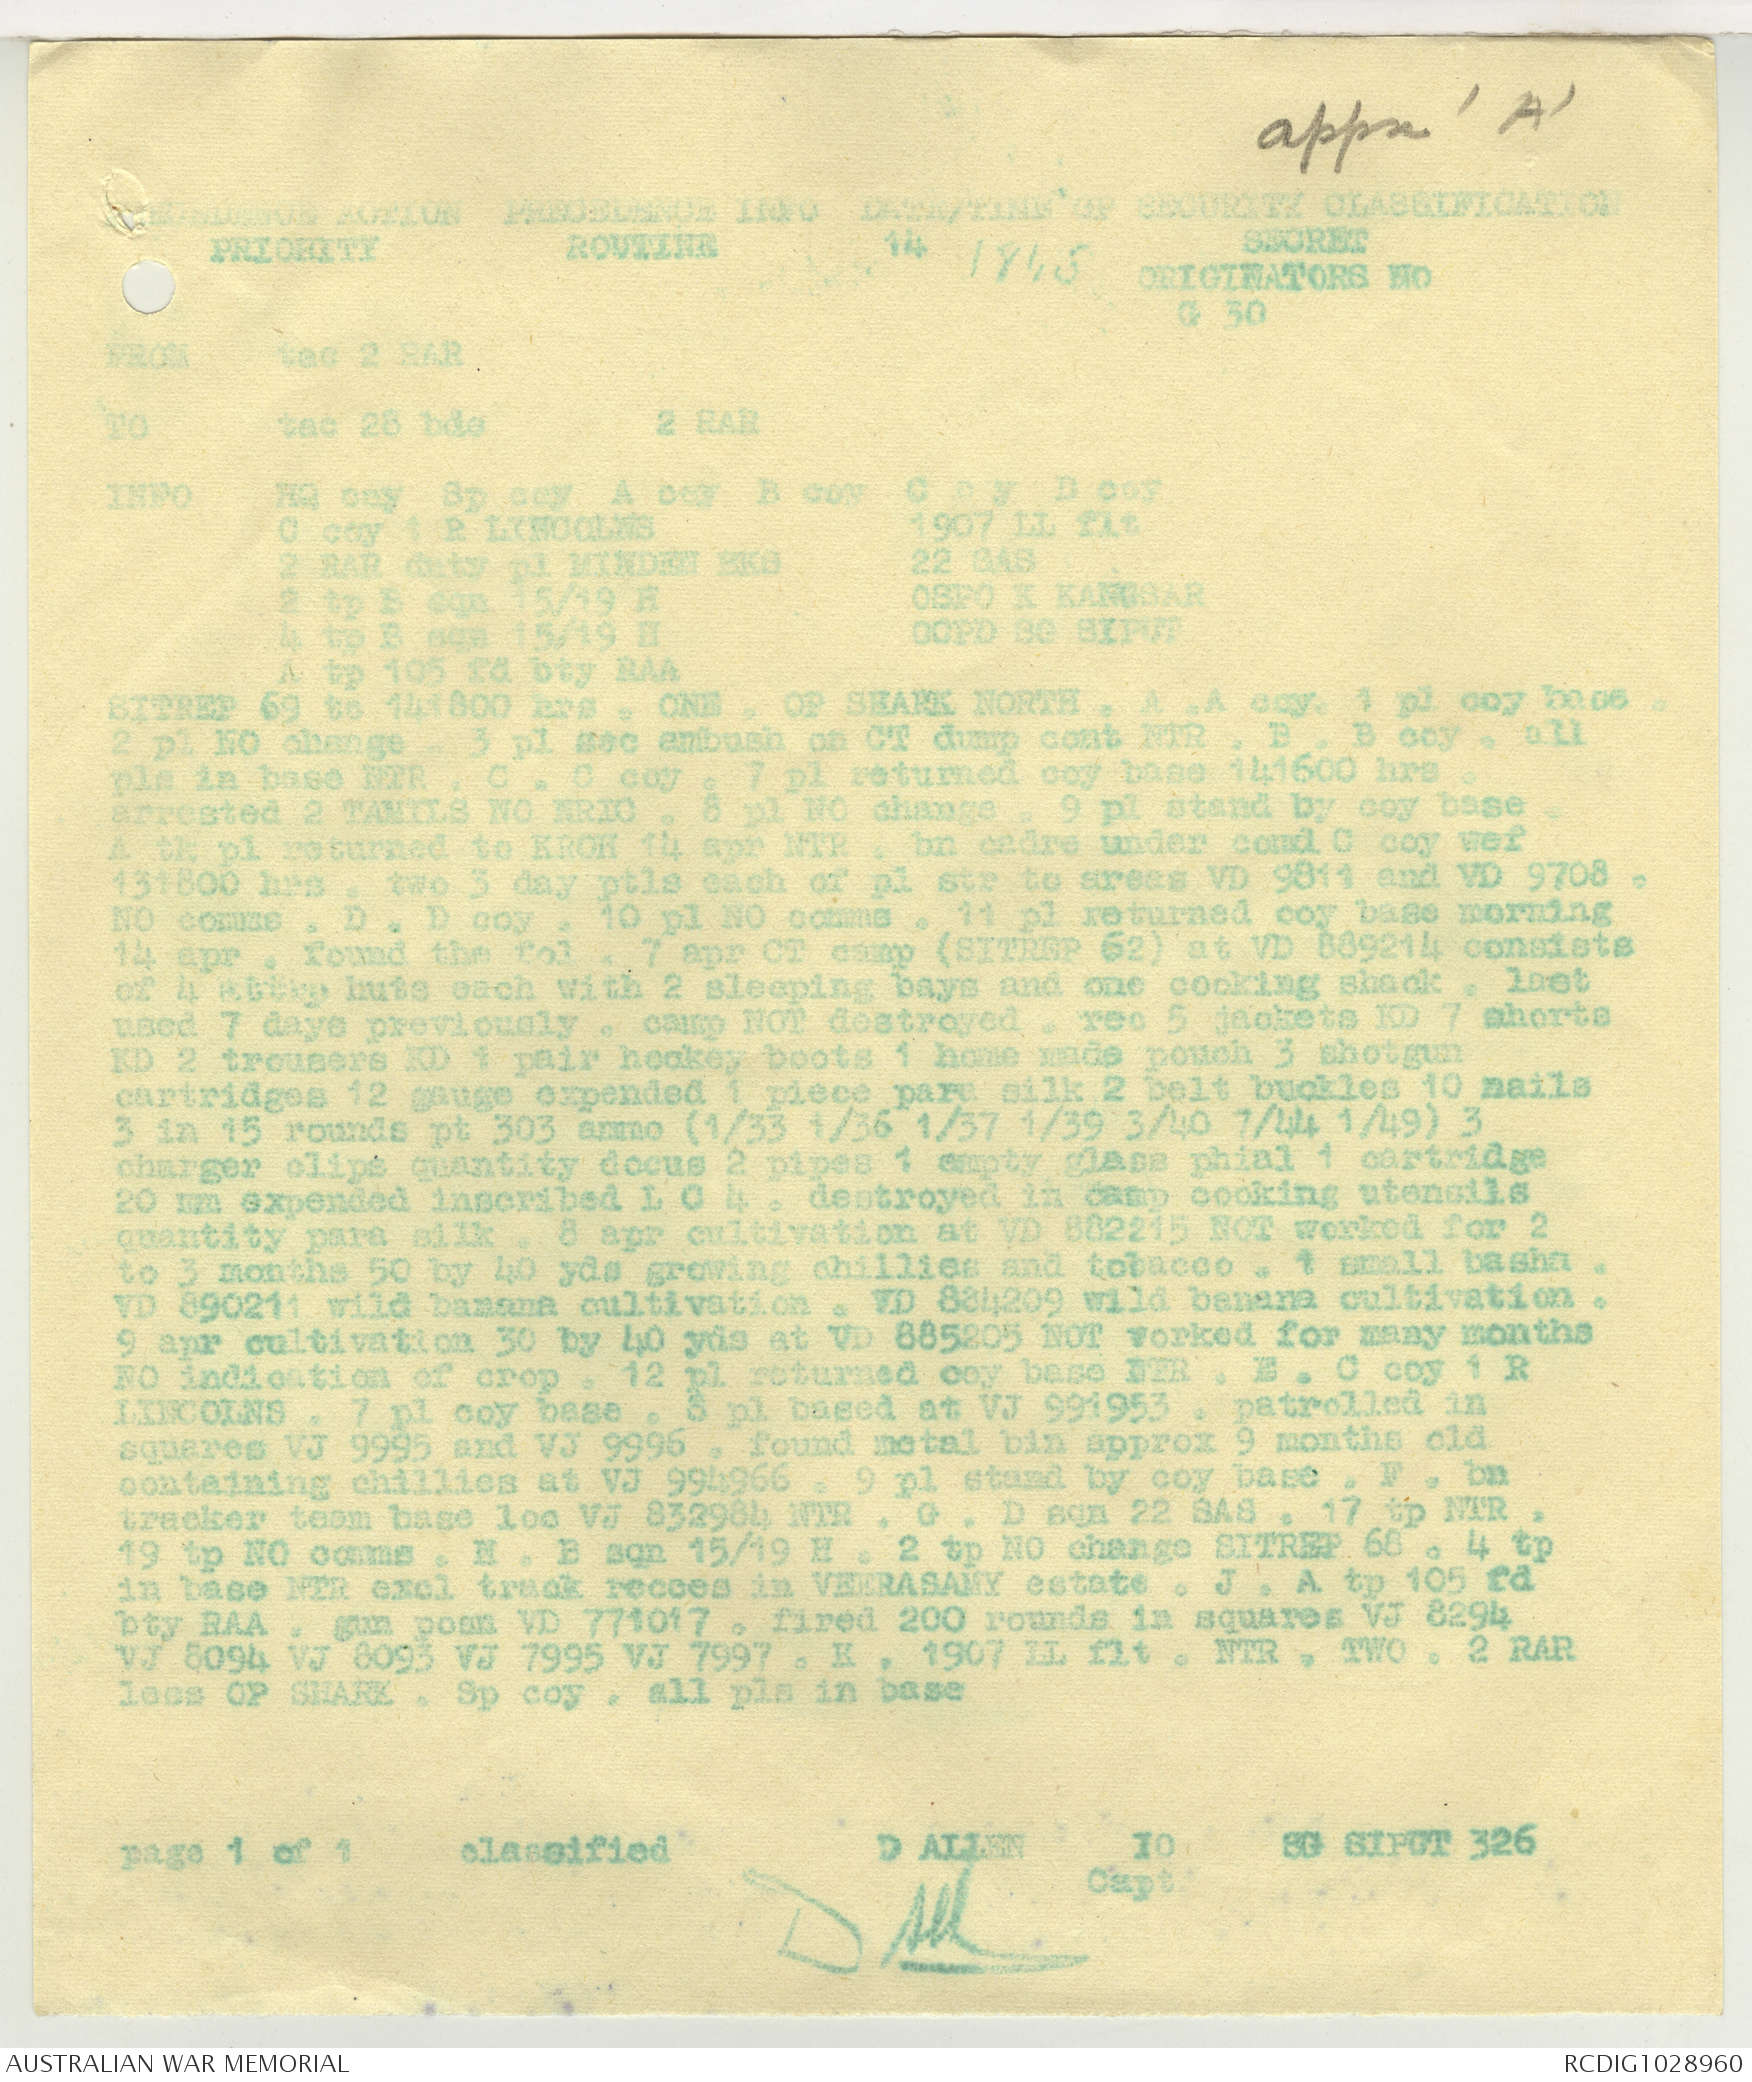 appx 'A'
PRECEDENCE ACTION PRECEDENCE INFO DATE/TIME OF SECURITY CLASSIFICATION
PRIORITY ROUTINE 14 1845 SECRET
ORIGINATORS NO
G 30
FROM tac 2 RAR
TO tac 28 bde 2 RAR
INFO HQ coy Sp coy A coy B coy C c y D coy
C coy 1 R LINCOLNS 1907 LL flt
2 RAR duty pl MINDEN BKS 22 SAS
2 tp B sqn 15/19 H OSPC K KANGSAR
4 tp B sqn 15/19 H OCPD SG SIPUT
A tp 105 fd bty RAA
SITREP 69 to 141800 hrs . ONE . OP SHARK NORTH . A .A coy. 1 pl coy base .
2 pl NO change . 3 pl sec ambush on CT dump cont NTR . B . B coy . all
pls in base NTR . C . C coy . 7 pl returned coy base 141600 hrs .
arrested 2 TAMILS NO NRIC . 8 pl NO change . 9 pl stand by coy base .
A tk pl returned to KROH 14 apr NTR . bn cadre under comd C coy wef
131800 hrs . two 3 day ptls each of pl str to areas VD 9811 and VD 9708 .
NO comms . D . D coy . 10 pl NO comms . 11 pl returned coy base morning
14 apr . found the fol . 7 apr CT camp (SITREP 62) at VD 889214 consists
of 4 attap huts each with 2 sleeping bays and one cooking shack . last
used 7 days previously . camp NOT destroyed . rec 5 jackets KD 7 shorts
KD 2 trousers KD 1 pair hockey boots 1 home made pouch 3 shotgun
cartridges 12 gauge expended 1 piece para silk 2 belt buckles 10 nails
3 in 15 rounds pt 303 ammo (1/33 1/36 1/37 1/39 3/40 7/44 1/49) 3
charger clips quantity docus 2 pipes 1 empty glass phial 1 cartridge
20 mm expended inscribed L C 4 . destroyed in camp cooking utensils
quantity para silk . 8 apr cultivation at VD 882215 NOT worked for 2
to 3 months 50 by 40 yds growing chillies and tobacco . 1 small basha .
VD 890211 wild banana cultivation . VD 884209 wild banana cultivation .
9 apr cultivation 30 by 40 yds at VD 885205 NOT worked for many months
NO indication of crop . 12 pl returned coy base NTR . E . C coy 1 R
LINCOLNS . 7 pl coy base . 8 pl based at VJ 991953 . patrolled in
squares VJ 9995 and VJ 9996 . found metal bin approx 9 months old
containing chillies at VJ 994966 . 9 pl stand by coy base . F . bn
tracker team base loc VJ 832984 NTR . G . D sqn 22 SAS . 17 tp NTR .
19 tp NO comms . H . B sqn 15/19 H . 2 tp NO change SITREP 68 . 4 tp
in base NTR excl track recces in VEERASAMY estate . J . A tp 105 fd
bty RAA . gun posn VD 771017 . fired 200 rounds in squares VJ 8294
VJ 8094 VJ 8093 VJ 7995 VJ 7997 . K . 1907 LL flt . NTR . TWO . 2 RAR
less OP SHARK . Sp coy . all pls in base
page 1 of 1 classified D ALLEN IO SG SIPUT 326
Capt
D All
AUSTRALIAN WAR MEMORIAL RCDIG1028960